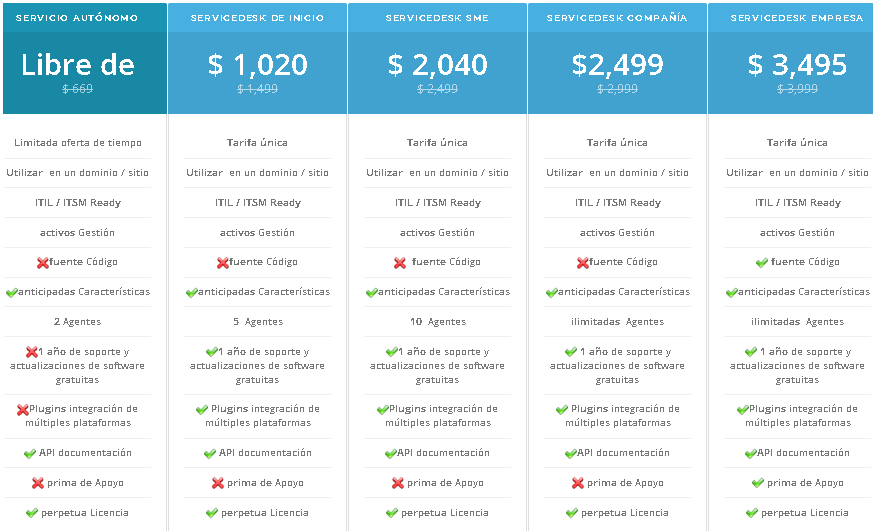 SERVICIO AUTÓNOMO
Libre de
$ 669
Limitada oferta de tiempo
Utilizar en un dominio / sitio
ITIL / ITSM Ready
activos Gestión
fuente Código
anticipadas Características
2 Agentes
1 año de soporte y
actualizaciones de software
gratuitas
Plugins integración de
múltiples plataformas
API documentación
prima de Apoyo
perpetua Licencia
SERVICEDESK DE INICIO
$ 1,020
$ 1,499
Tarifa única
Utilizar en un dominio / sitio
ITIL / ITSM Ready
activos Gestión
fuente Código
anticipadas Características
5 Agentes
1 año de soporte y
actualizaciones de software
gratuitas
Plugins integración de
múltiples plataformas
API documentación
prima de Apoyo
perpetua Licencia
SERVICEDESK SME
$ 2,040
$ 2,499
Tarifa única
Utilizar en un dominio / sitio
ITIL / ITSM Ready
activos Gestión
fuente Código
anticipadas Características
10 Agentes
1 año de soporte y
actualizaciones de software
gratuitas
Plugins integración de
múltiples plataformas
API documentación
prima de Apoyo
perpetua Licencia
SERVICEDESK COMPAÑÍA
$2,499
$ 2,999
Tarifa única
Utilizar en un dominio / sitio
ITIL / ITSM Ready
activos Gestión
fuente Código
anticipadas Características
ilimitadas Agentes
1 año de soporte y
actualizaciones de software
gratuitas
Plugins integración de
múltiples plataformas
API documentación
prima de Apoyo
perpetua Licencia
SERVICEDESK EMPRESA
$ 3,495
$ 3,999
Tarifa única
Utilizar en un dominio / sitio
ITIL / ITSM Ready
activos Gestión
fuente Código
anticipadas Características
ilimitadas Agentes
1 año de soporte y
actualizaciones de software
gratuitas
Plugins integración de
múltiples plataformas
API documentación
prima de Apoyo
perpetua Licencia